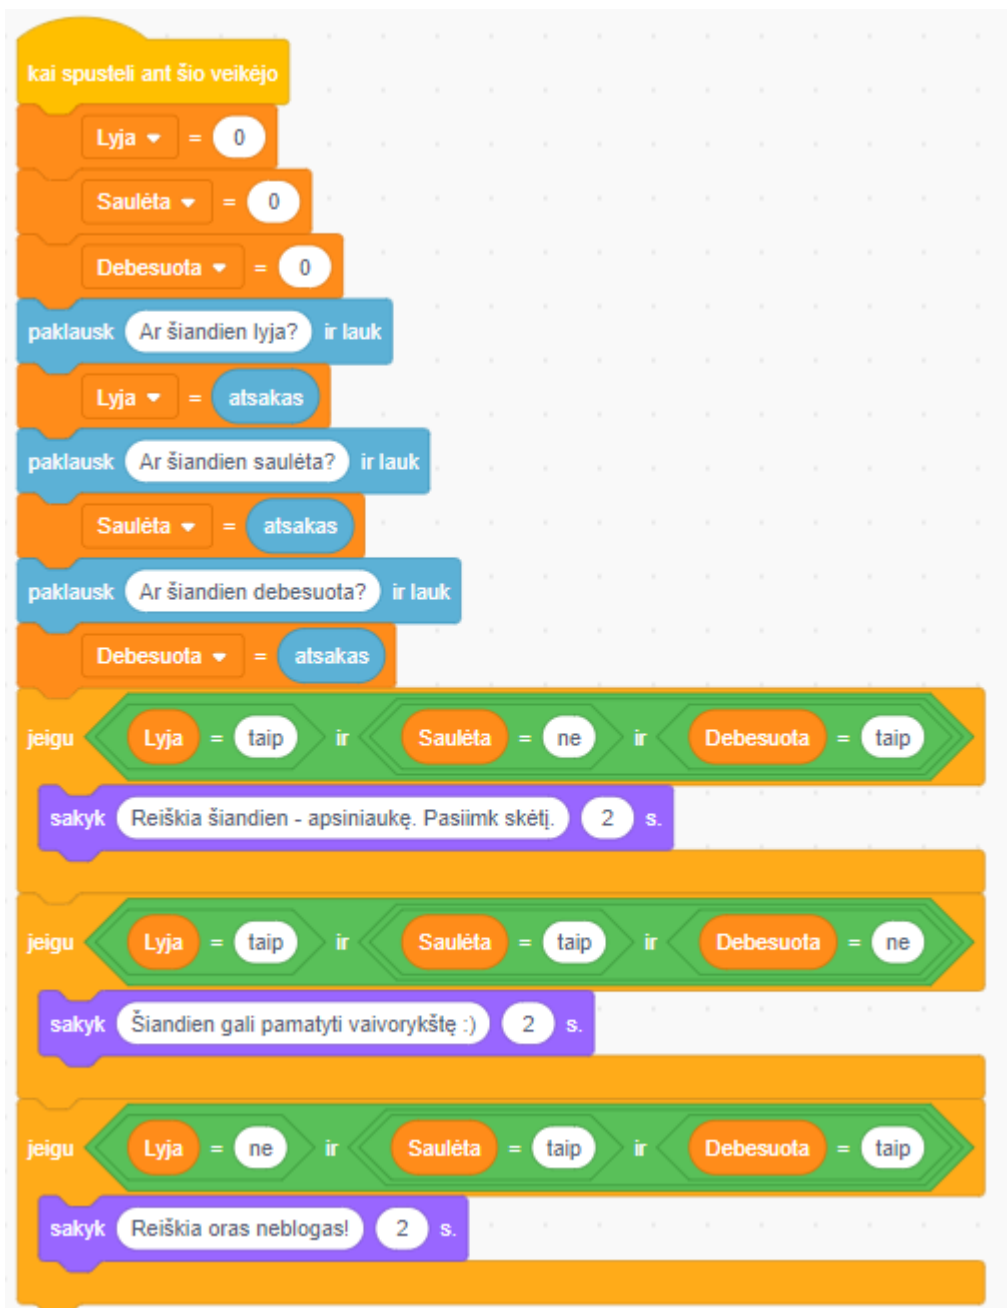 kai spusteli ant šio veikėjo
Lyja = 0
Saulėta = 0
Debesuota = 0
paklausk Ar šiandien lyja? ir lauk
Lyja = atsakas
paklausk Ar šiandien saulėta? ir lauk
Saulėta = atsakas
paklausk Ar šiandien debesuota? ir lauk
Debesuota = atsakas
jeigu Lyja = taip ir Saulėta = ne ir Debesuota = taip
sakyk Reiškia šiandien - apsiniaukę. Pasiimk skėtį. 2 s.
jeigu Lyja = taip ir Saulėta = taip ir Debesuota = ne
sakyk Šiandien gali pamatyti vaivorykštę :) 2 s.
jeigu Lyja = ne ir Saulėta = taip ir Debesuota = taip
sakyk Reiškia oras neblogas! 2 s.